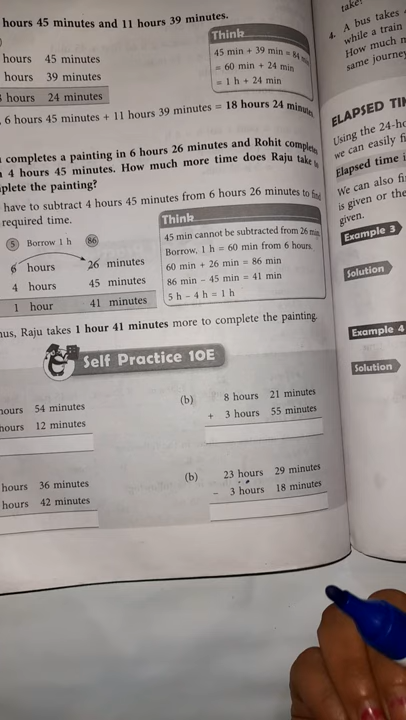 hours 45 minutes and 11 hours 39 minutes.
hours 45 minutes
hours 39 minutes
hours 24 minutes
Think
45 min + 39 min = 84 min
= 60 min + 24 min
= 1 h + 24 min
6 hours 45 minutes + 11 hours 39 minutes = 18 hours 24 minutes
completes a painting in 6 hours 26 minutes and Rohit completes
4 hours 45 minutes. How much more time does Raju take to
plete the painting?
have to subtract 4 hours 45 minutes from 6 hours 26 minutes to find
required time.
5 Borrow 1 h 86
6 hours 26 minutes
4 hours 45 minutes
1 hour 41 minutes
Think
45 min cannot be subtracted from 26 min
Borrow, 1 h = 60 min from 6 hours.
60 min + 26 min = 86 min
86 min − 45 min = 41 min
5 h − 4 h = 1 h
us, Raju takes 1 hour 41 minutes more to complete the painting.
Self Practice 10E
hours 54 minutes
hours 12 minutes
(b) 8 hours 21 minutes
+ 3 hours 55 minutes
hours 36 minutes
hours 42 minutes
(b) 23 hours 29 minutes
− 3 hours 18 minutes
take?
4. A bus takes
while a train
How much m
same journey
ELAPSED TIM
Using the 24-ho
we can easily fi
Elapsed time i
We can also fi
is given or the
given.
Example 3
Solution
Example 4
Solution